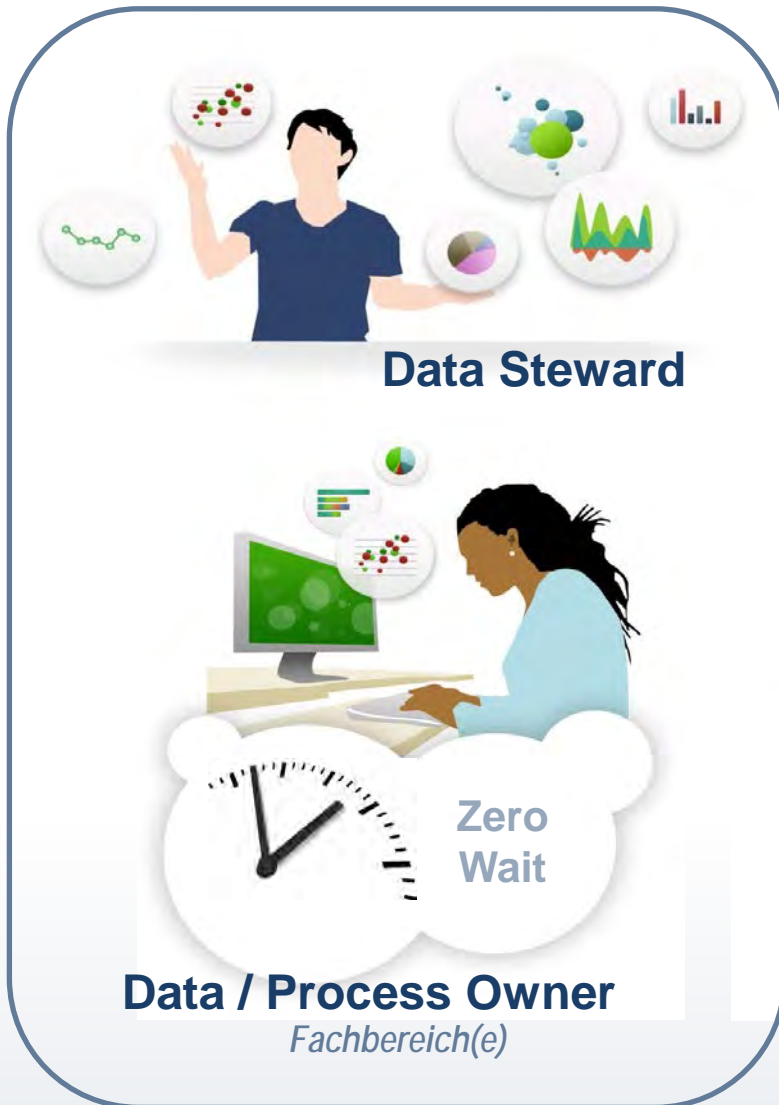 Data Steward
Zero
Wait
Data / Process Owner
Fachbereich(e)